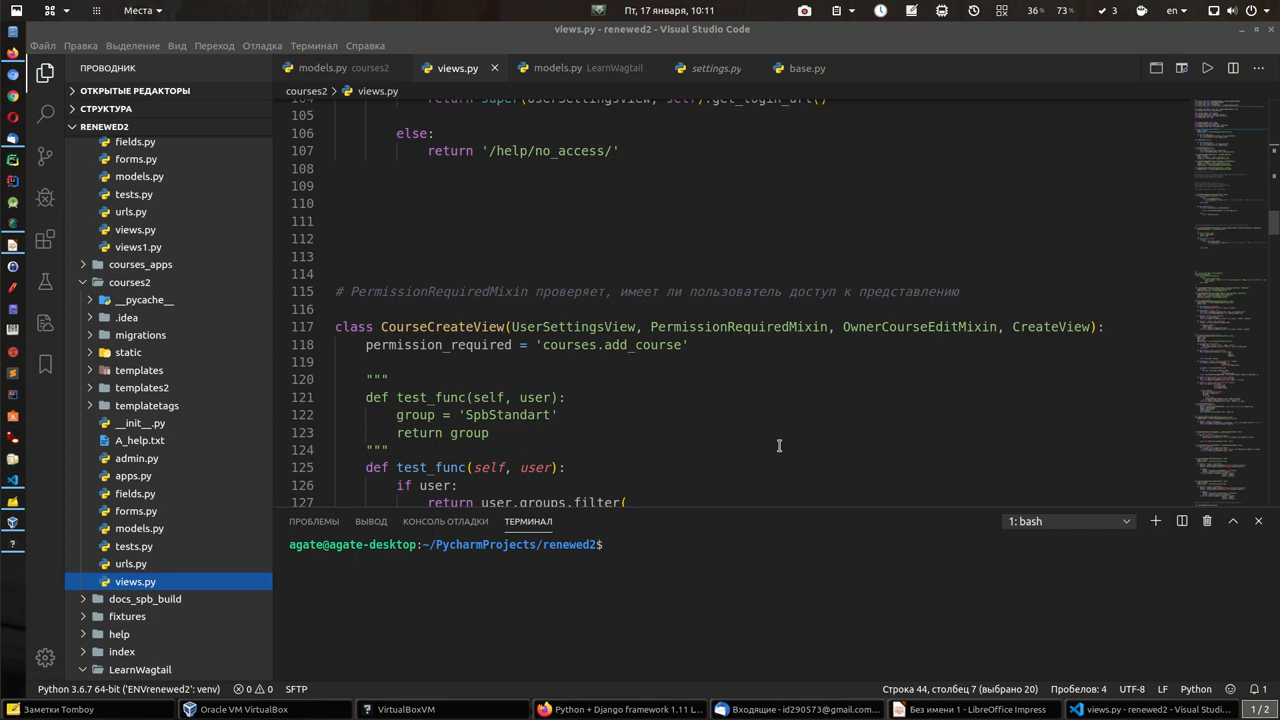 Места
Пт, 17 января, 10:11
36%
73%
3
en
views.py - renewed2 - Visual Studio Code
Файл Правка Выделение Вид Переход Отладка Терминал Справка
ПРОВОДНИК
models.py courses2
views.py
models.py LearnWagtail
settings.py
base.py
ОТКРЫТЫЕ РЕДАКТОРЫ
СТРУКТУРА
RENEWED2
fields.py
forms.py
models.py
tests.py
urls.py
views.py
views1.py
courses_apps
courses2
__pycache__
.idea
migrations
static
templates
templates2
templatetags
__init__.py
A_help.txt
admin.py
apps.py
fields.py
forms.py
models.py
tests.py
urls.py
views.py
docs_spb_build
fixtures
help
index
LearnWagtail
courses2 > views.py
104 return super(UserSettingsView, self).get_login_url()
105
106 else:
107 return '/help/no_access/'
108
109
110
111
112
113
114
115
116
117 class CourseCreateVi PermissionRequiredMixin, OwnerCourseEditMixin, CreateView):
118 permission_require 'courses.add_course'
119
120 """
121 def test_func(self, user):
122 group = 'SpbStandart'
123 return group
124 """
125 def test_func(self, user):
126 if user:
127 return user.groups.filter(
ПРОБЛЕМЫ ВЫВОД КОНСОЛЬ ОТЛАДКИ ТЕРМИНАЛ
1: bash
agate@agate-desktop:~/PycharmProjects/renewed2$
Python 3.6.7 64-bit ('ENVrenewed2': venv) 0 0 SFTP
Строка 44, столбец 7 (выбрано 20) Пробелов: 4 UTF-8 LF Python 1
Заметки Tomboy
Oracle VM VirtualBox
VirtualBoxVM
Python + Django framework 1.11 L...
Входящие - id290573@gmail.com...
Без имени 1 - LibreOffice Impress
views.py - renewed2 - Visual Studi...
1/2